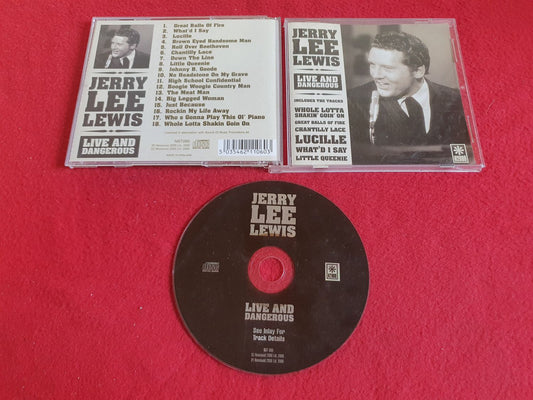 1. Great Balls Of Fire
2. What'd I Say
3. Lucille
4. Brown Eyed Handsome Man
5. Roll Over Beethoven
6. Chantilly Lace
7. Down The Line
8. Little Queenie
9. Johnny B. Goode
10. No Headstone On My Grave
11. High School Confidential
12. Boogie Woogie Country Man
13. The Meat Man
14. Big Legged Woman
15. Just Because
16. Rockin My Life Away
17. Who s Gonna Play This Ol' Piano
18. Whole Lotta Shakin Goin On
JERRY
LEE
LEWIS
LIVE AND
DANGEROUS
5 035462 110603
JERRY
LEE
LEWIS
LIVE AND
DANGEROUS
INCLUDES THE TRACKS
WHOLE LOTTA
SHAKIN' GOIN' ON
GREAT BALLS OF FIRE
CHANTILLY LACE
LUCILLE
WHAT'D I SAY
LITTLE QUEENIE
JERRY
LEE
LEWIS
LIVE AND
DANGEROUS
See Inlay For
Track Details